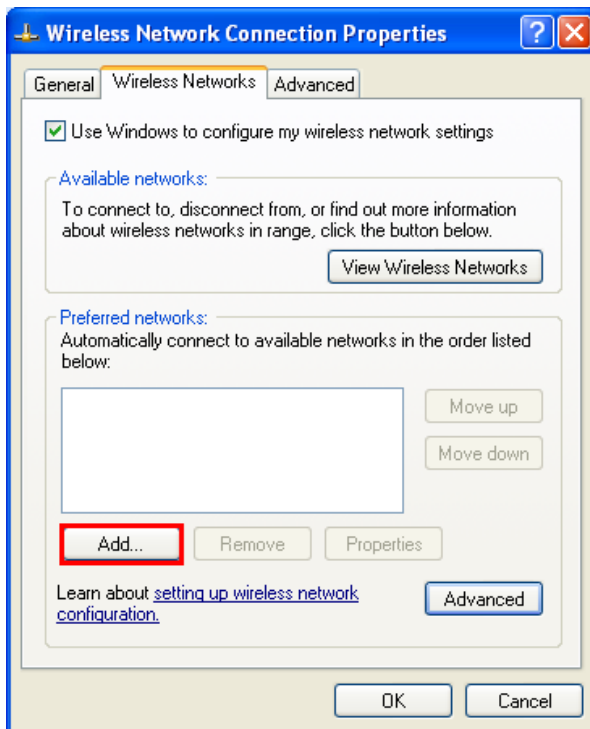 Wireless Network Connection Properties
?
General
Wireless Networks
Advanced
Use Windows to configure my wireless network settings
Available networks:
To connect to, disconnect from, or find out more information
about wireless networks in range, click the button below.
View Wireless Networks
Preferred networks:
Automatically connect to available networks in the order listed
below:
Move up
Move down
Add...
Remove
Properties
Learn about setting up wireless network
configuration.
Advanced
OK
Cancel